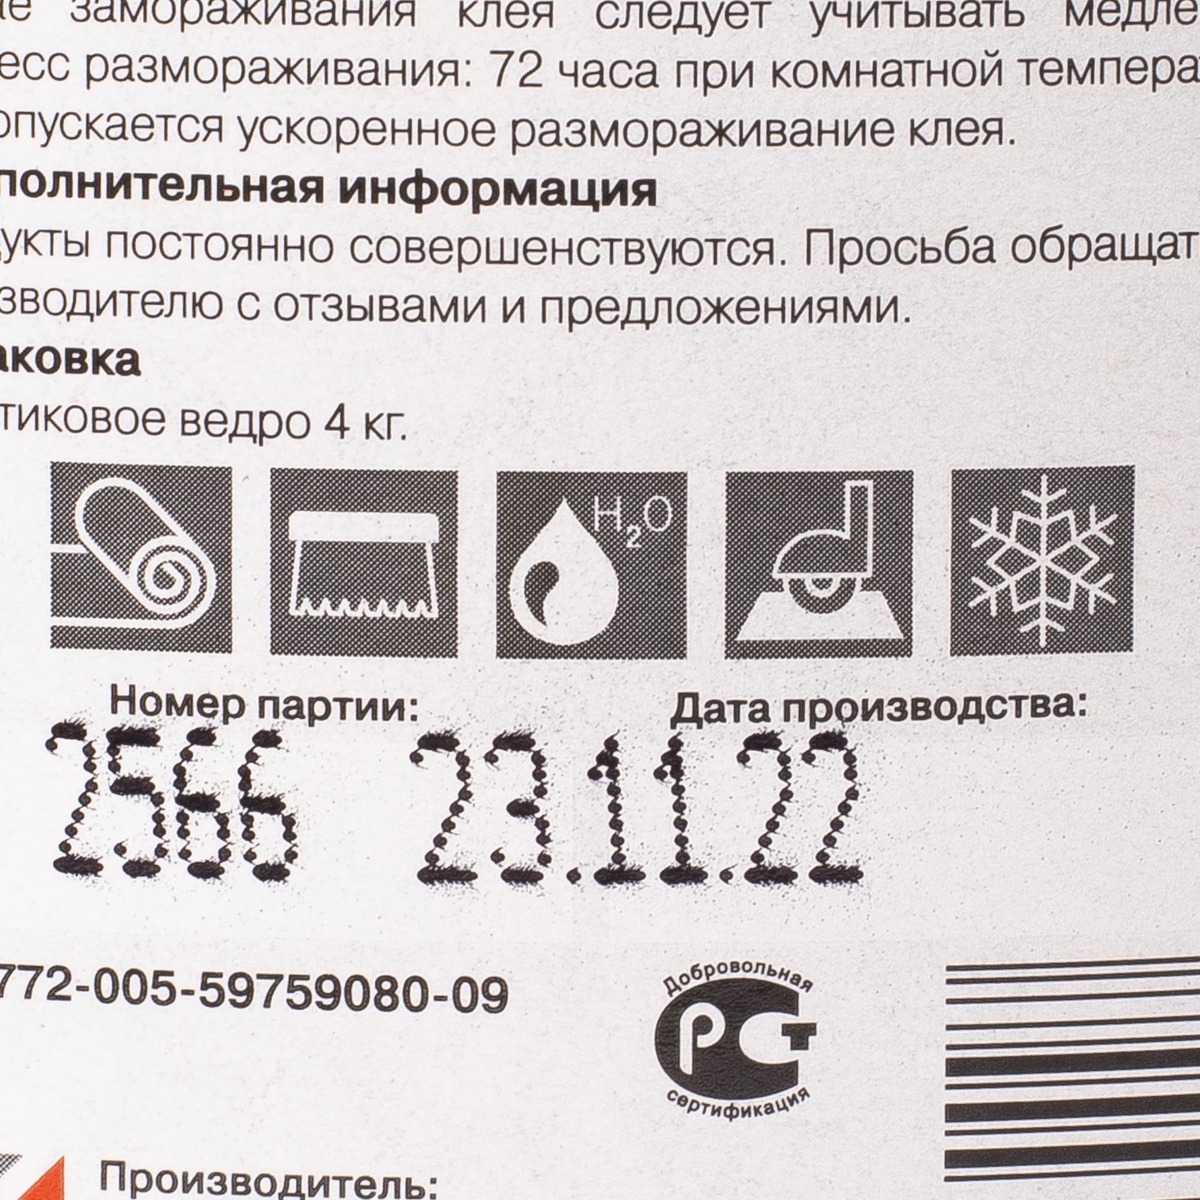 замораживания клея следует учитывать медле
есс размораживания: 72 часа при комнатной темпера
опускается ускоренное размораживание клея.
полнительная информация
укты постоянно совершенствуются. Просьба обращат
зводителю с отзывами и предложениями.
аковка
тиковое ведро 4 кг.
H2O
Номер партии: Дата производства:
2566 23.11.22
772-005-59759080-09
Добровольная
РСТ
сертификация
Производитель: